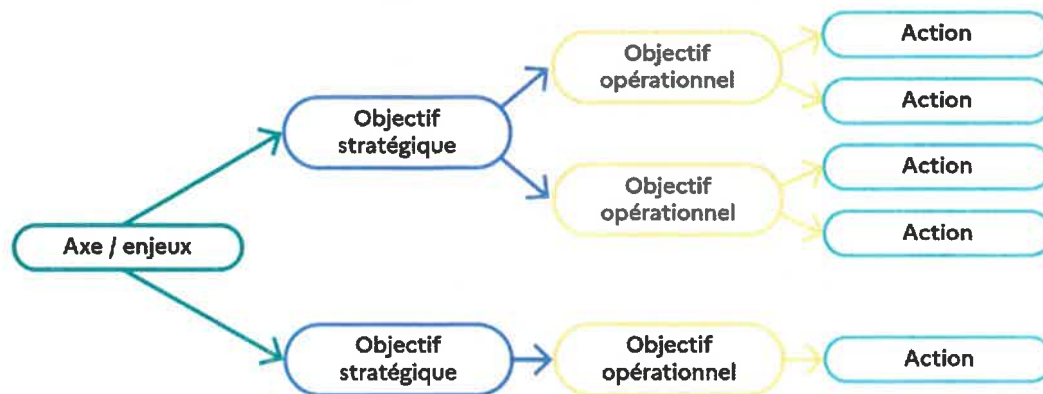 Axe / enjeux
Objectif
stratégique
Objectif
opérationnel
Action
Action
Objectif
opérationnel
Action
Action
Objectif
stratégique
Objectif
opérationnel
Action